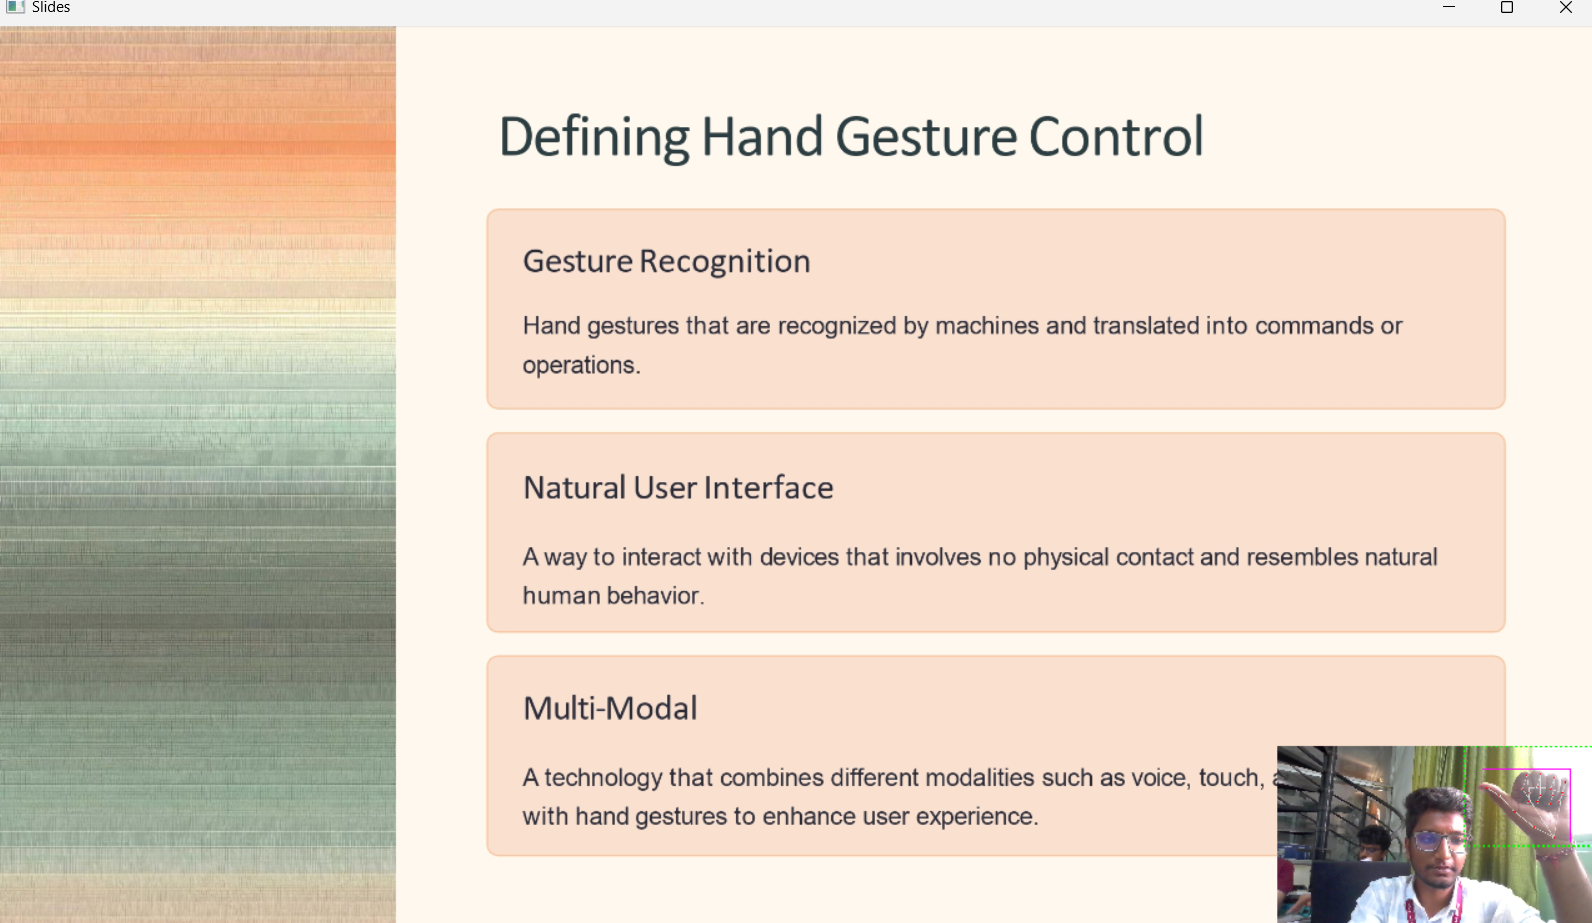 Slides
Defining Hand Gesture Control
Gesture Recognition
Hand gestures that are recognized by machines and translated into commands or
operations.
Natural User Interface
A way to interact with devices that involves no physical contact and resembles natural
human behavior.
Multi-Modal
A technology that combines different modalities such as voice, touch,
with hand gestures to enhance user experience.